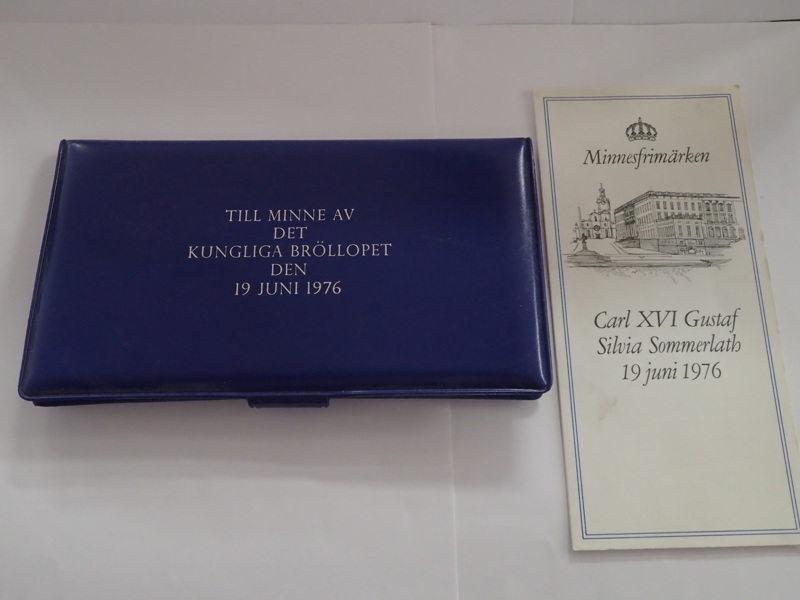 TILL MINNE AV
DET
KUNGLIGA BRÖLLOPET
DEN
19 JUNI 1976
Minnesfrimärken
Carl XVI Gustaf
Silvia Sommerlath
19 juni 1976